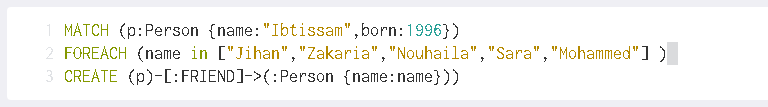 1 MATCH (p:Person {name:"Ibtissam",born:1996})
2 FOREACH (name in ["Jihan","Zakaria","Nouhaila","Sara","Mohammed"] )
3 CREATE (p)-[:FRIEND]->(:Person {name:name}))